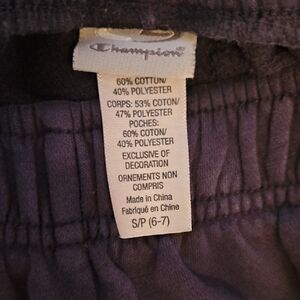 Champion
60% COTTON/
40% POLYESTER
CORPS: 53% COTON/
47% POLYESTER
POCHES:
60% COTON/
40% POLYESTER
EXCLUSIVE OF
DECORATION
ORNEMENTS NON
COMPRIS
Made in China
Fabriqué en Chine
S/P (6-7)